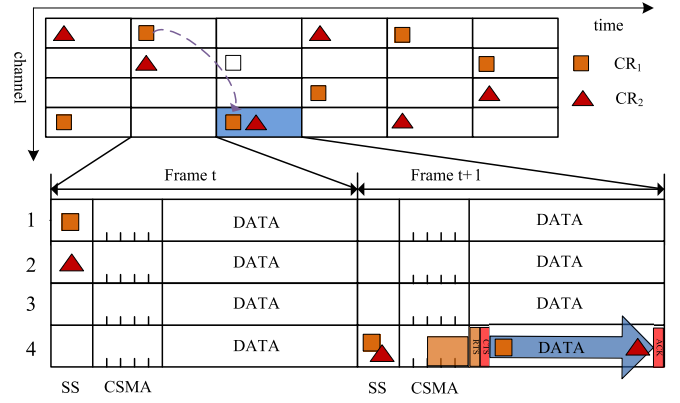 time
channel
CR1
CR2
Frame t
Frame t+1
1
DATA
DATA
2
DATA
DATA
3
DATA
DATA
4
DATA
RTS
CTS
DATA
ACK
SS
CSMA
SS
CSMA